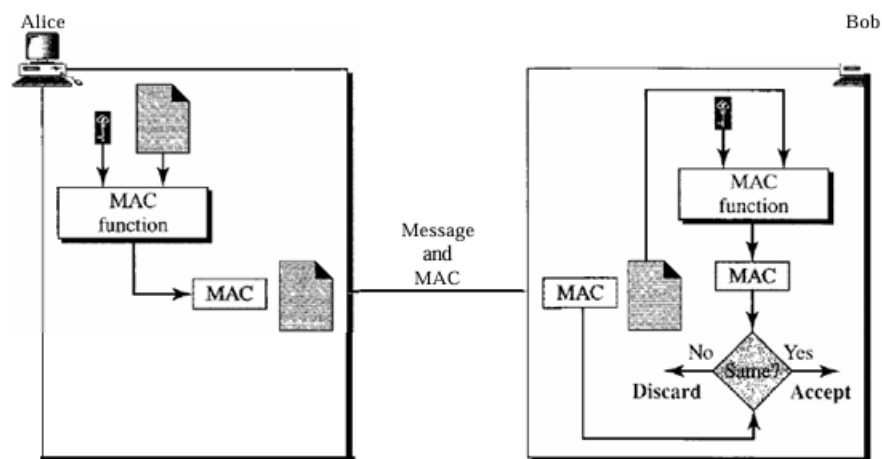 Alice
Bob
MAC
function
MAC
Message
and
MAC
MAC
function
MAC
MAC
No
Same?
Yes
Discard
Accept